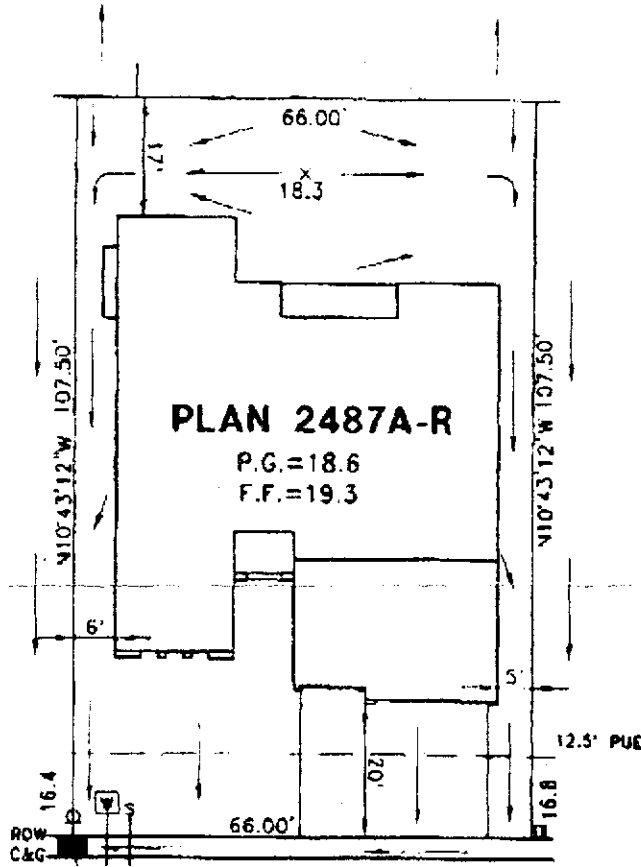 66.00'
17'
18.3
N10°43'12"W 107.50'
N10°43'12"W 107.50'
PLAN 2487A-R
P.G.=18.6
F.F.=19.3
6'
5'
12.5' PUE
20'
16.4
16.8
W
S
66.00'
ROW
C&G